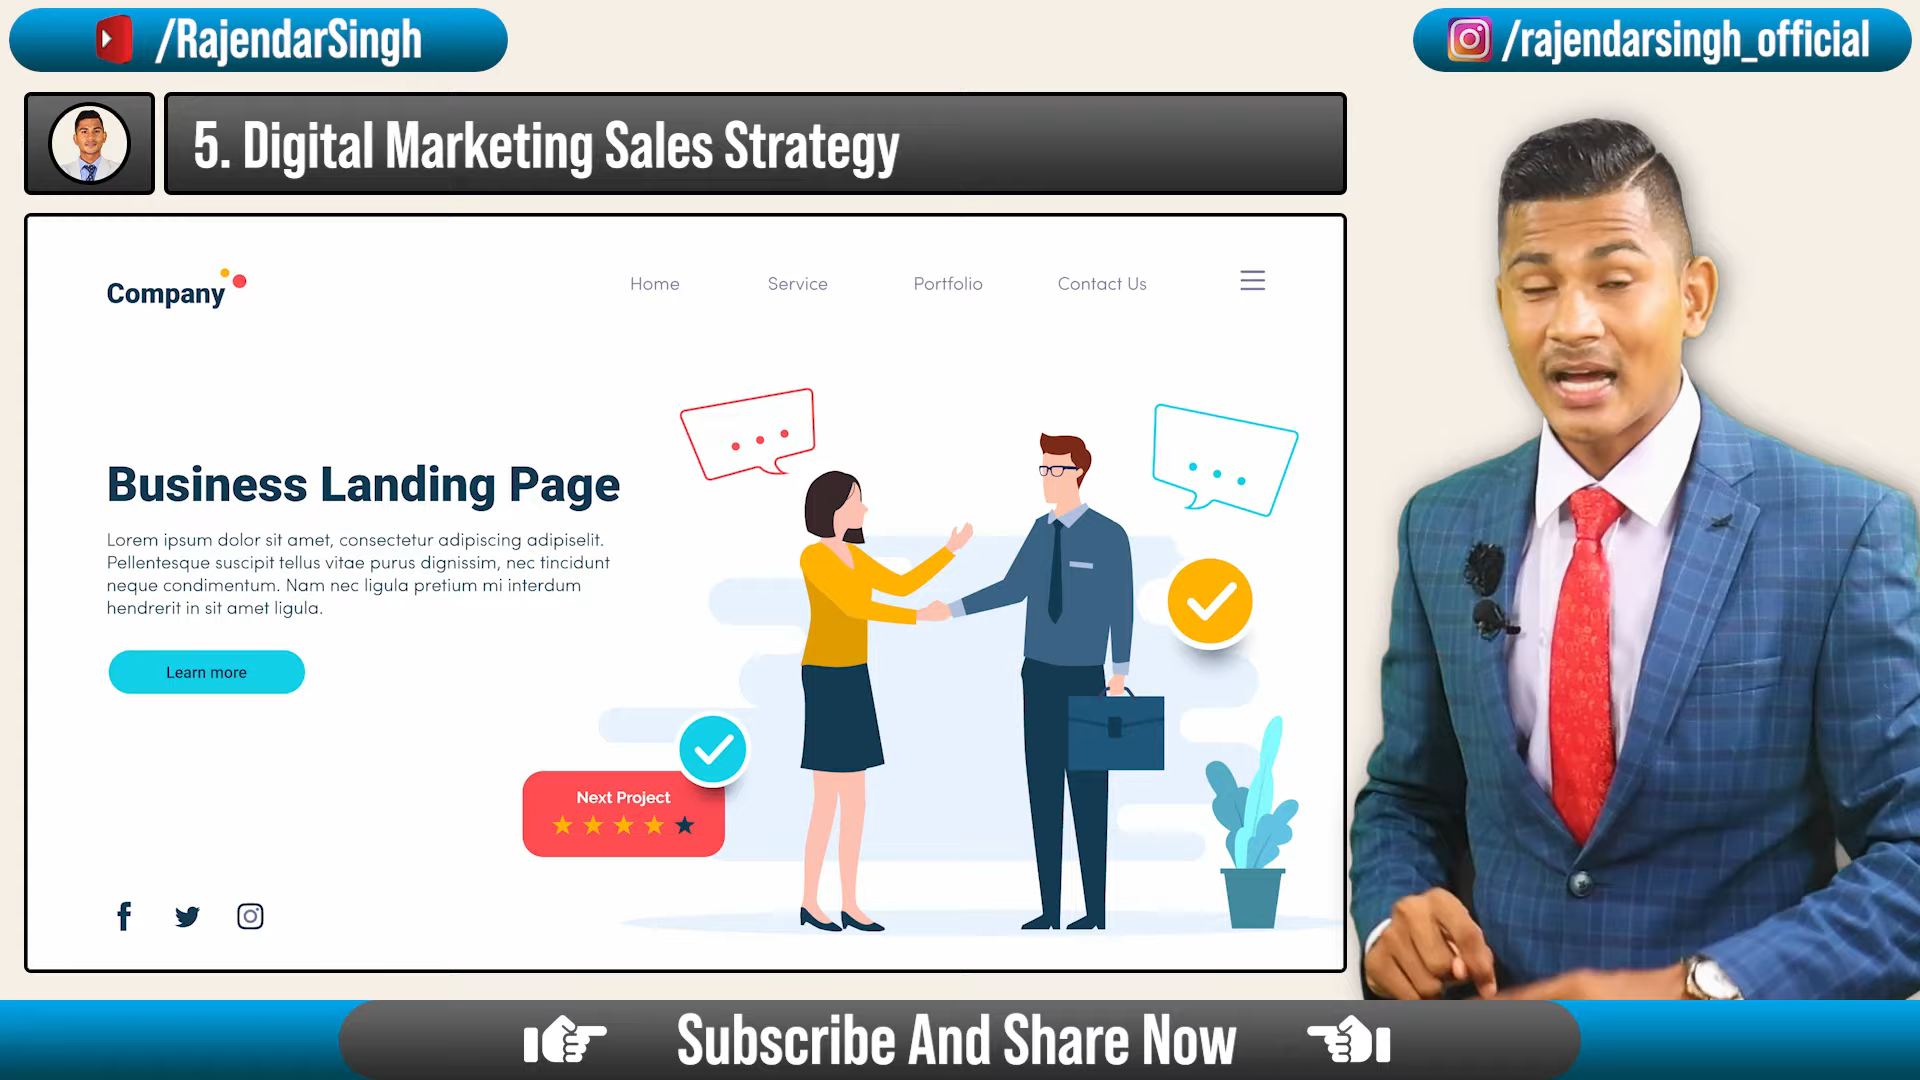 /RajendarSingh
/rajendarsingh_official
5. Digital Marketing Sales Strategy
Company
Home
Service
Portfolio
Contact Us
Business Landing Page
Lorem ipsum dolor sit amet, consectetur adipiscing adipiselit.
Pellentesque suscipit tellus vitae purus dignissim, nec tincidunt
neque condimentum. Nam nec ligula pretium mi interdum
hendrerit in sit amet ligula.
Learn more
Next Project
Subscribe And Share Now